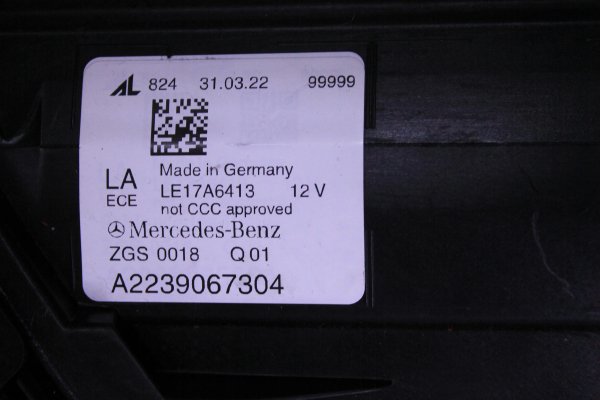 AL 824 31.03.22 99999
Made in Germany
LA LE17A6413 12 V
ECE not CCC approved
Mercedes-Benz
ZGS 0018 Q 01
A2239067304